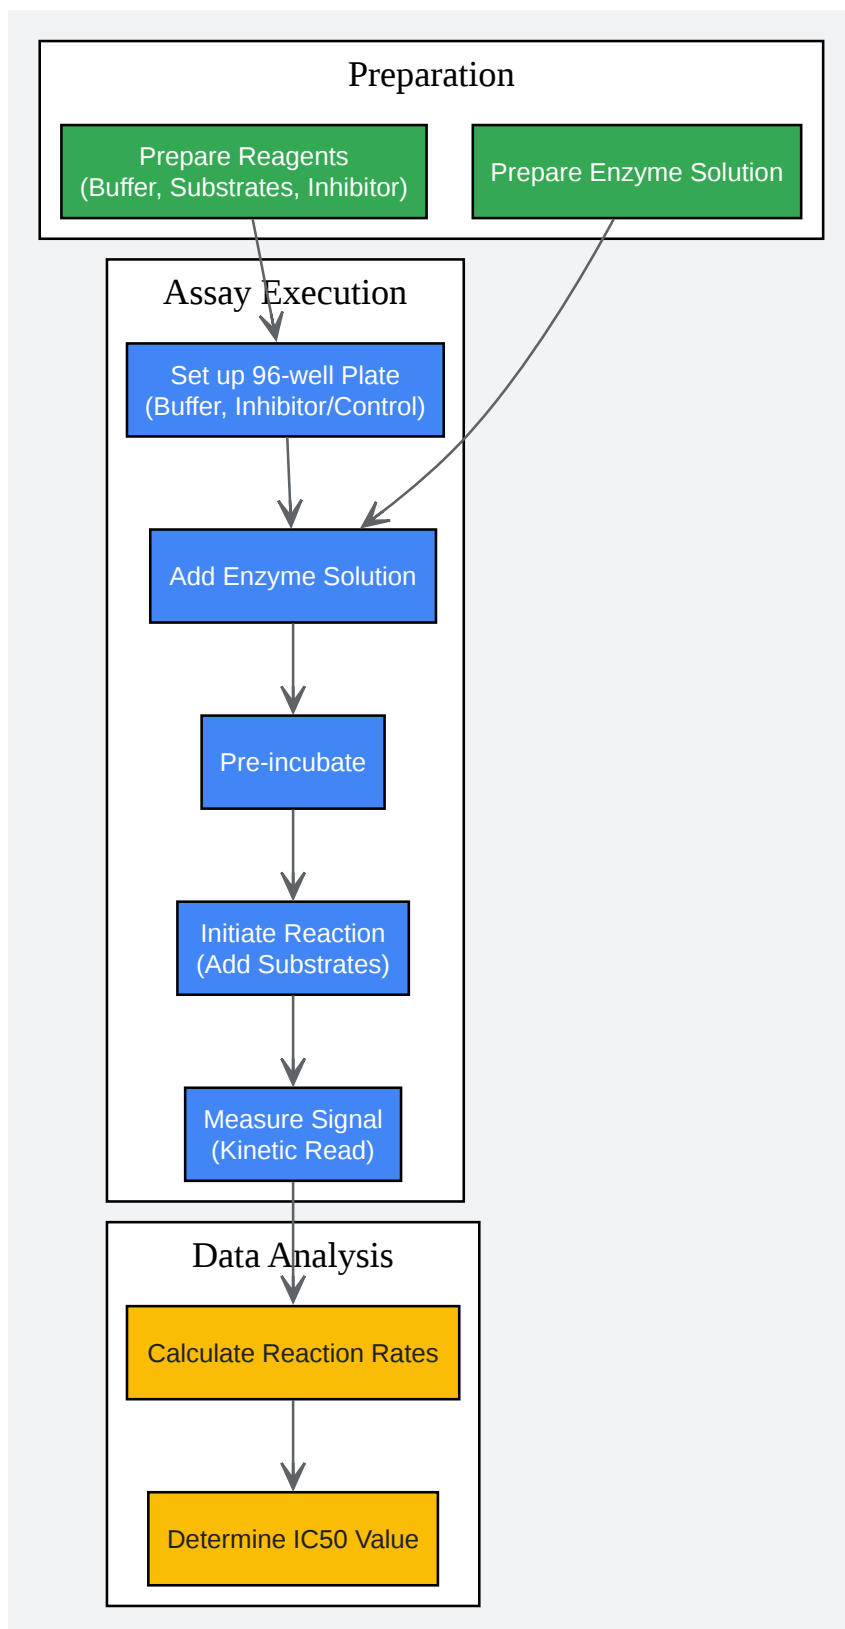 Preparation
Prepare Reagents
(Buffer, Substrates, Inhibitor)
Prepare Enzyme Solution
Assay Execution
Set up 96-well Plate
(Buffer, Inhibitor/Control)
Add Enzyme Solution
Pre-incubate
Initiate Reaction
(Add Substrates)
Measure Signal
(Kinetic Read)
Data Analysis
Calculate Reaction Rates
Determine IC50 Value